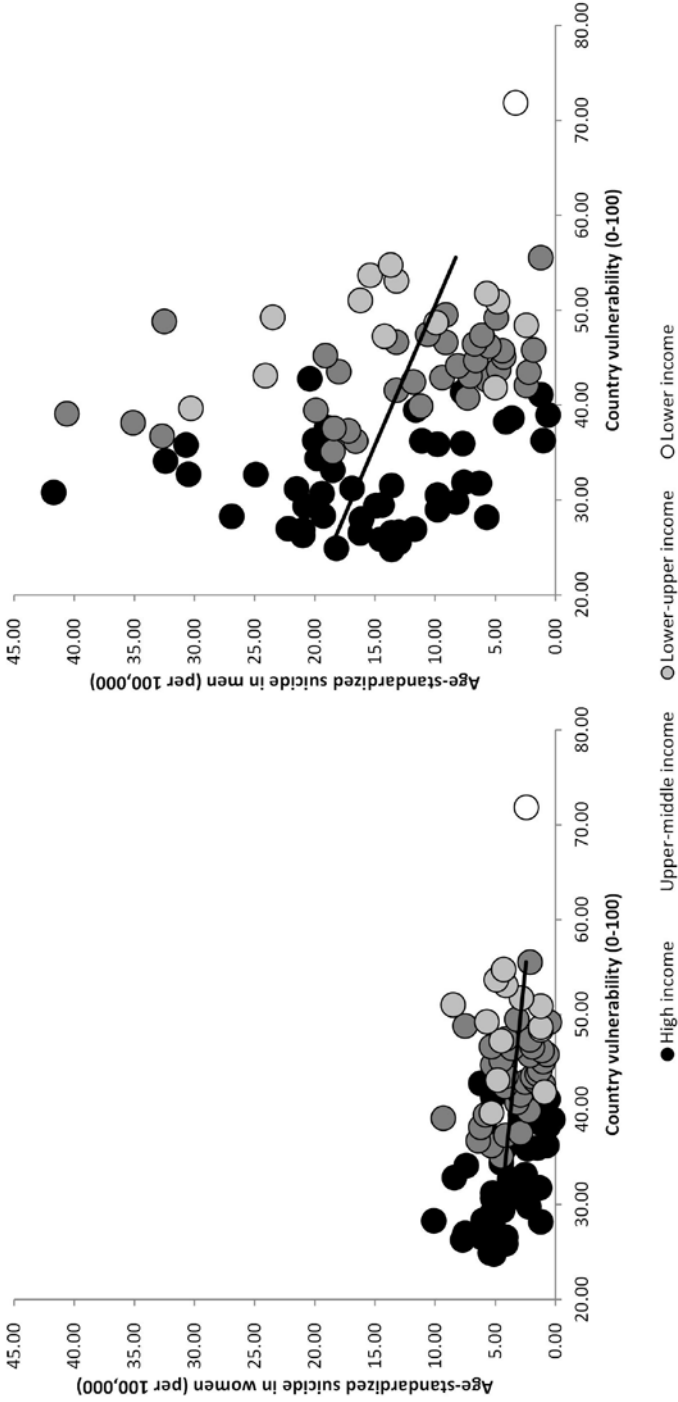 Age-standardized suicide in women (per 100,000)
45.00
40.00
35.00
30.00
25.00
20.00
15.00
10.00
5.00
0.00
20.00 30.00 40.00 50.00 60.00 70.00 80.00
Country vulnerability (0-100)
Age-standardized suicide in men (per 100,000)
45.00
40.00
35.00
30.00
25.00
20.00
15.00
10.00
5.00
0.00
20.00 30.00 40.00 50.00 60.00 70.00 80.00
Country vulnerability (0-100)
High income Upper-middle income Lower-upper income Lower income